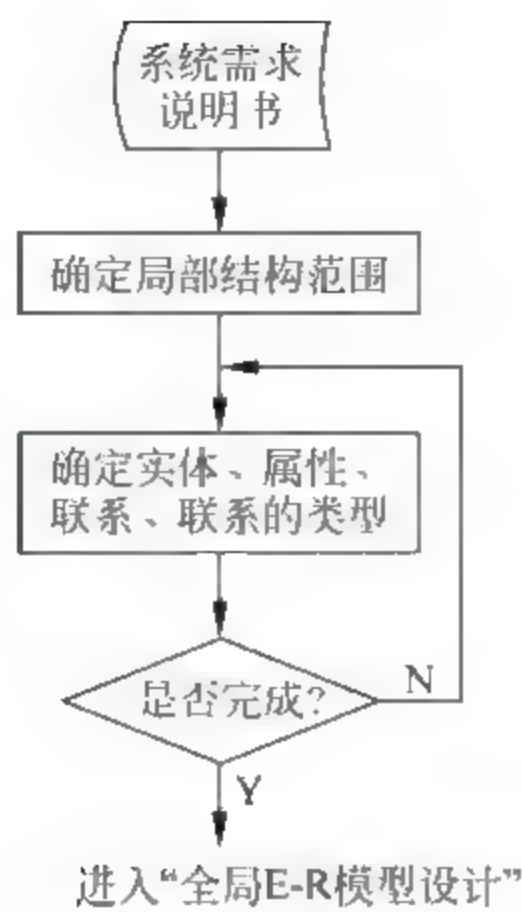 系统需求
说明书
确定局部结构范围
确定实体、属性、
联系、联系的类型
是否完成?
N
Y
进入“全局E-R模型设计”